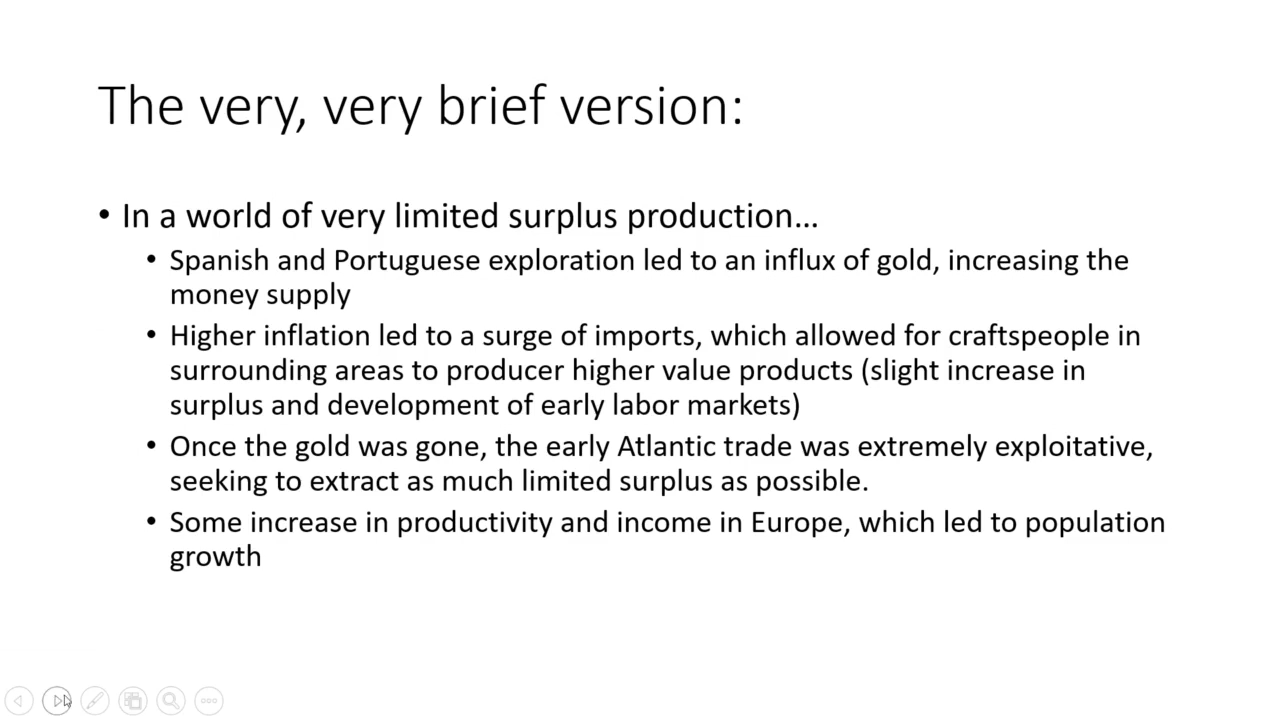 The very, very brief version:
• In a world of very limited surplus production…
• Spanish and Portuguese exploration led to an influx of gold, increasing the
money supply
• Higher inflation led to a surge of imports, which allowed for craftspeople in
surrounding areas to producer higher value products (slight increase in
surplus and development of early labor markets)
• Once the gold was gone, the early Atlantic trade was extremely exploitative,
seeking to extract as much limited surplus as possible.
• Some increase in productivity and income in Europe, which led to population
growth